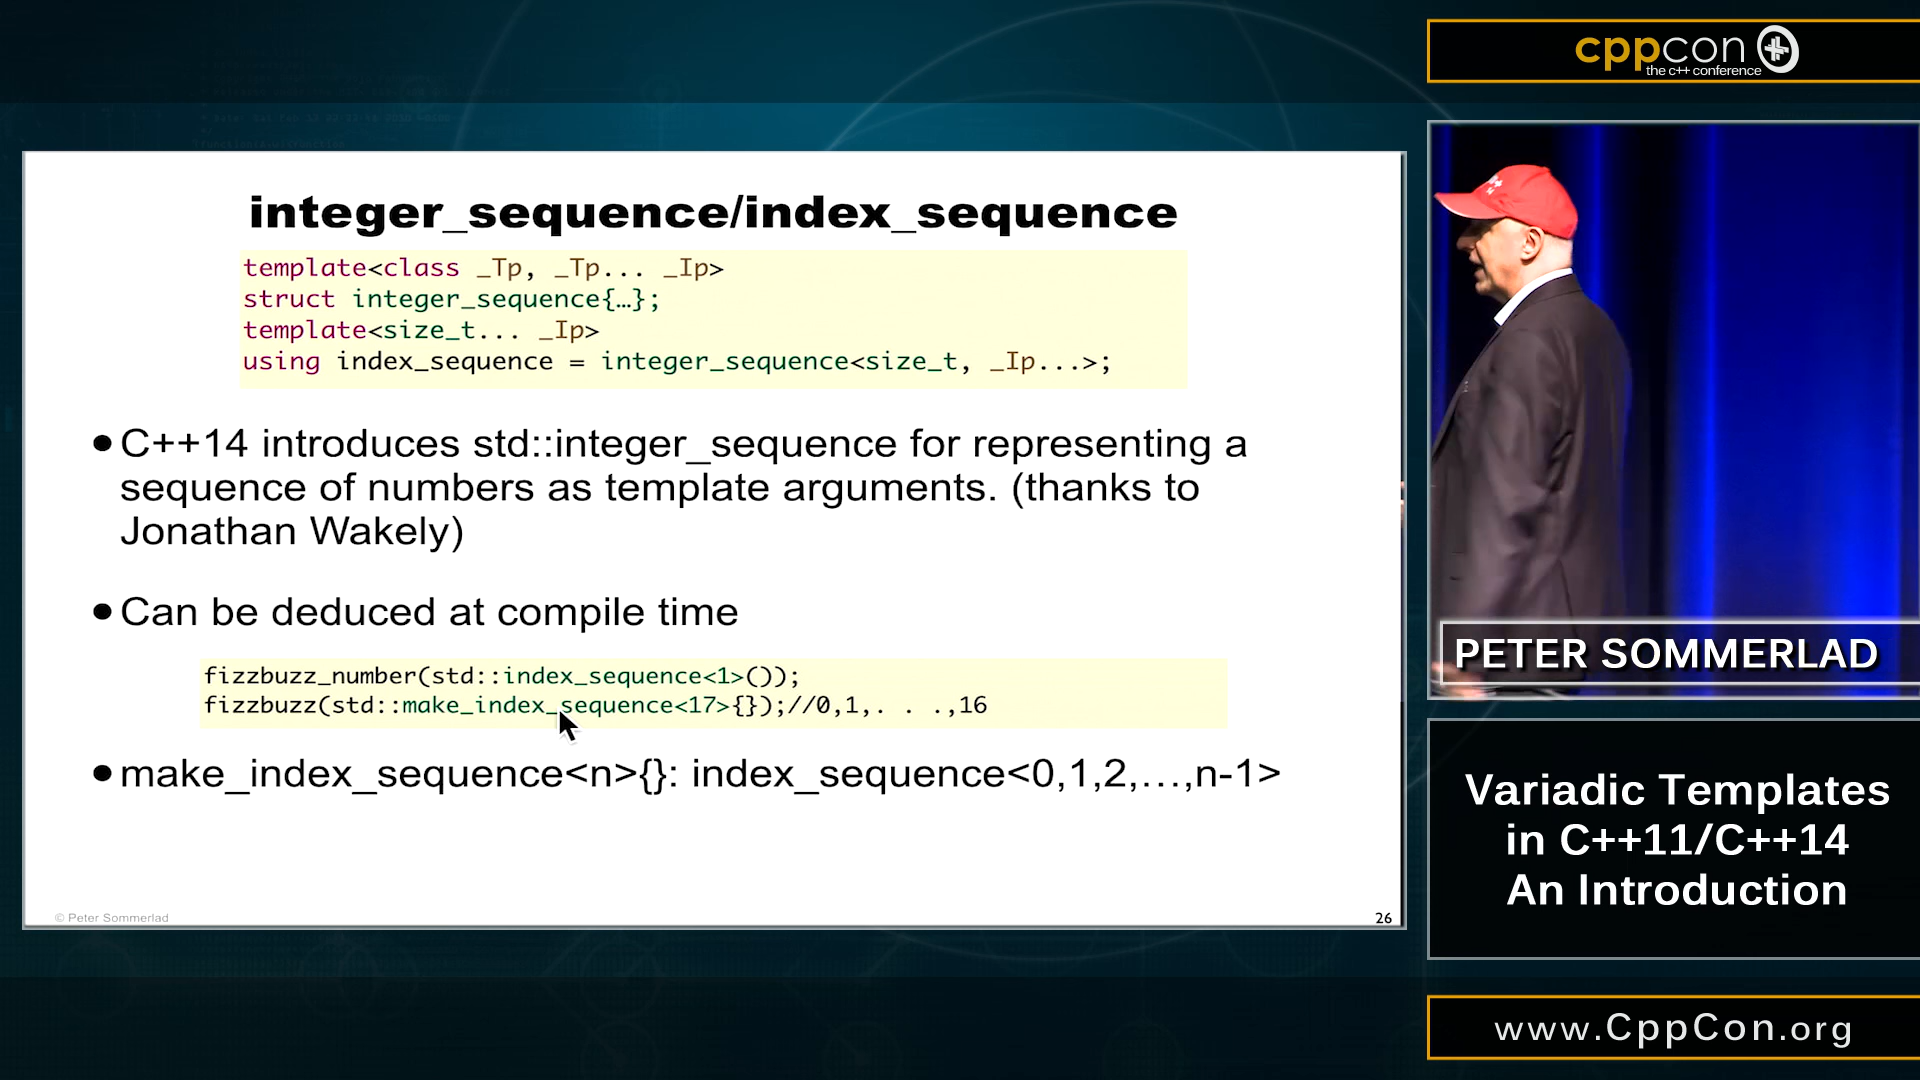 cppcon
the c++ conference
integer_sequence/index_sequence
template<class _Tp, _Tp... _Ip>
struct integer_sequence{…};
template<size_t... _Ip>
using index_sequence = integer_sequence<size_t, _Ip...>;
●C++14 introduces std::integer_sequence for representing a
sequence of numbers as template arguments. (thanks to
Jonathan Wakely)
●Can be deduced at compile time
fizzbuzz_number(std::index_sequence<1>());
fizzbuzz(std::make_index_sequence<17>{});//0,1,. . .,16
●make_index_sequence<n>{}: index_sequence<0,1,2,…,n-1>
© Peter Sommerlad
26
PETER SOMMERLAD
Variadic Templates
in C++11/C++14
An Introduction
www.CppCon.org